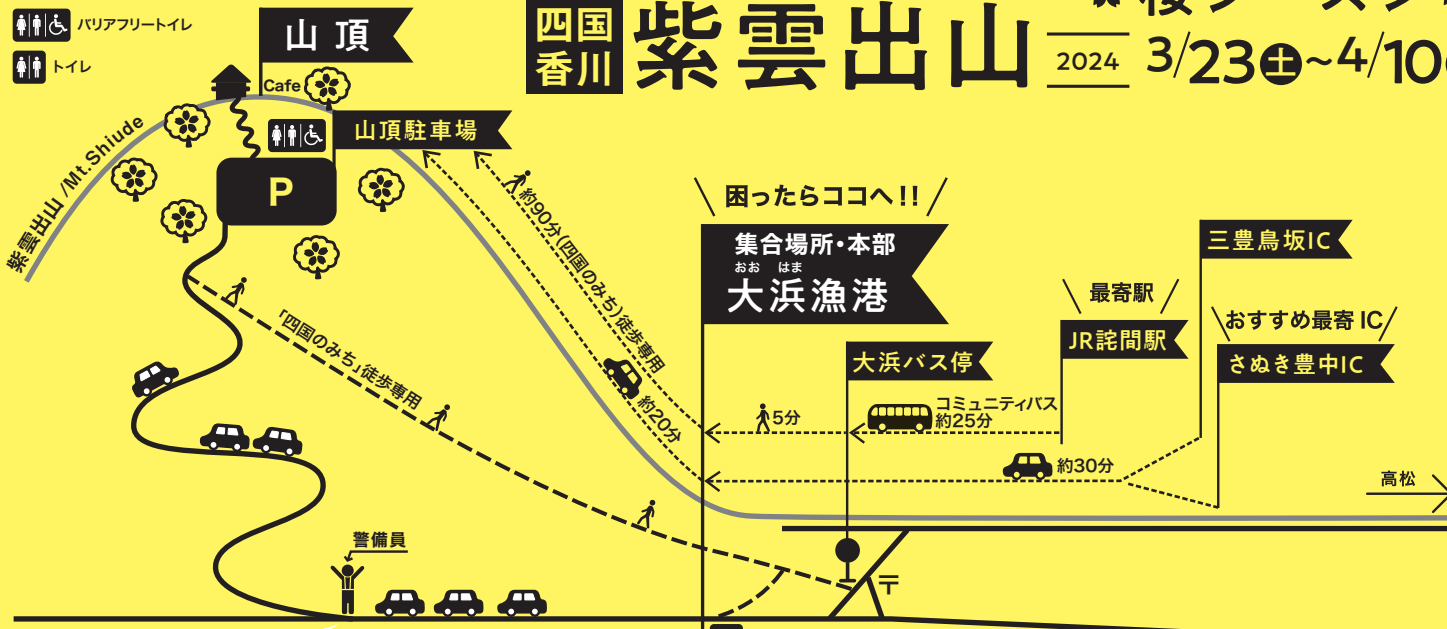 バリアフリートイレ
トイレ
山頂
Cafe
四国
香川
紫雲出山
2024
3/23土~4/10
紫雲出山/Mt.Shiude
山頂駐車場
P
約90分(四国のみち)徒歩専用
約20分
「四国のみち」徒歩専用
困ったらココへ!!
集合場所・本部
おお はま
大浜漁港
三豊鳥坂IC
最寄駅
JR詫間駅
おすすめ最寄IC
さぬき豊中IC
大浜バス停
コミュニティバス
約25分
5分
約30分
高松
警備員
〒